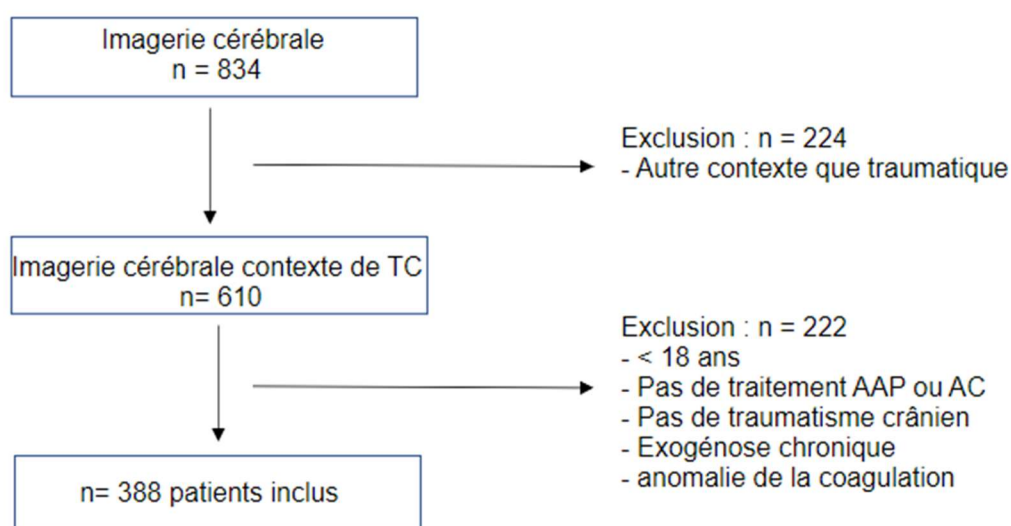 Imagerie cérébrale
n = 834
Exclusion : n = 224
- Autre contexte que traumatique
Imagerie cérébrale contexte de TC
n= 610
Exclusion : n = 222
- < 18 ans
- Pas de traitement AAP ou AC
- Pas de traumatisme crânien
- Exogénose chronique
- anomalie de la coagulation
n= 388 patients inclus